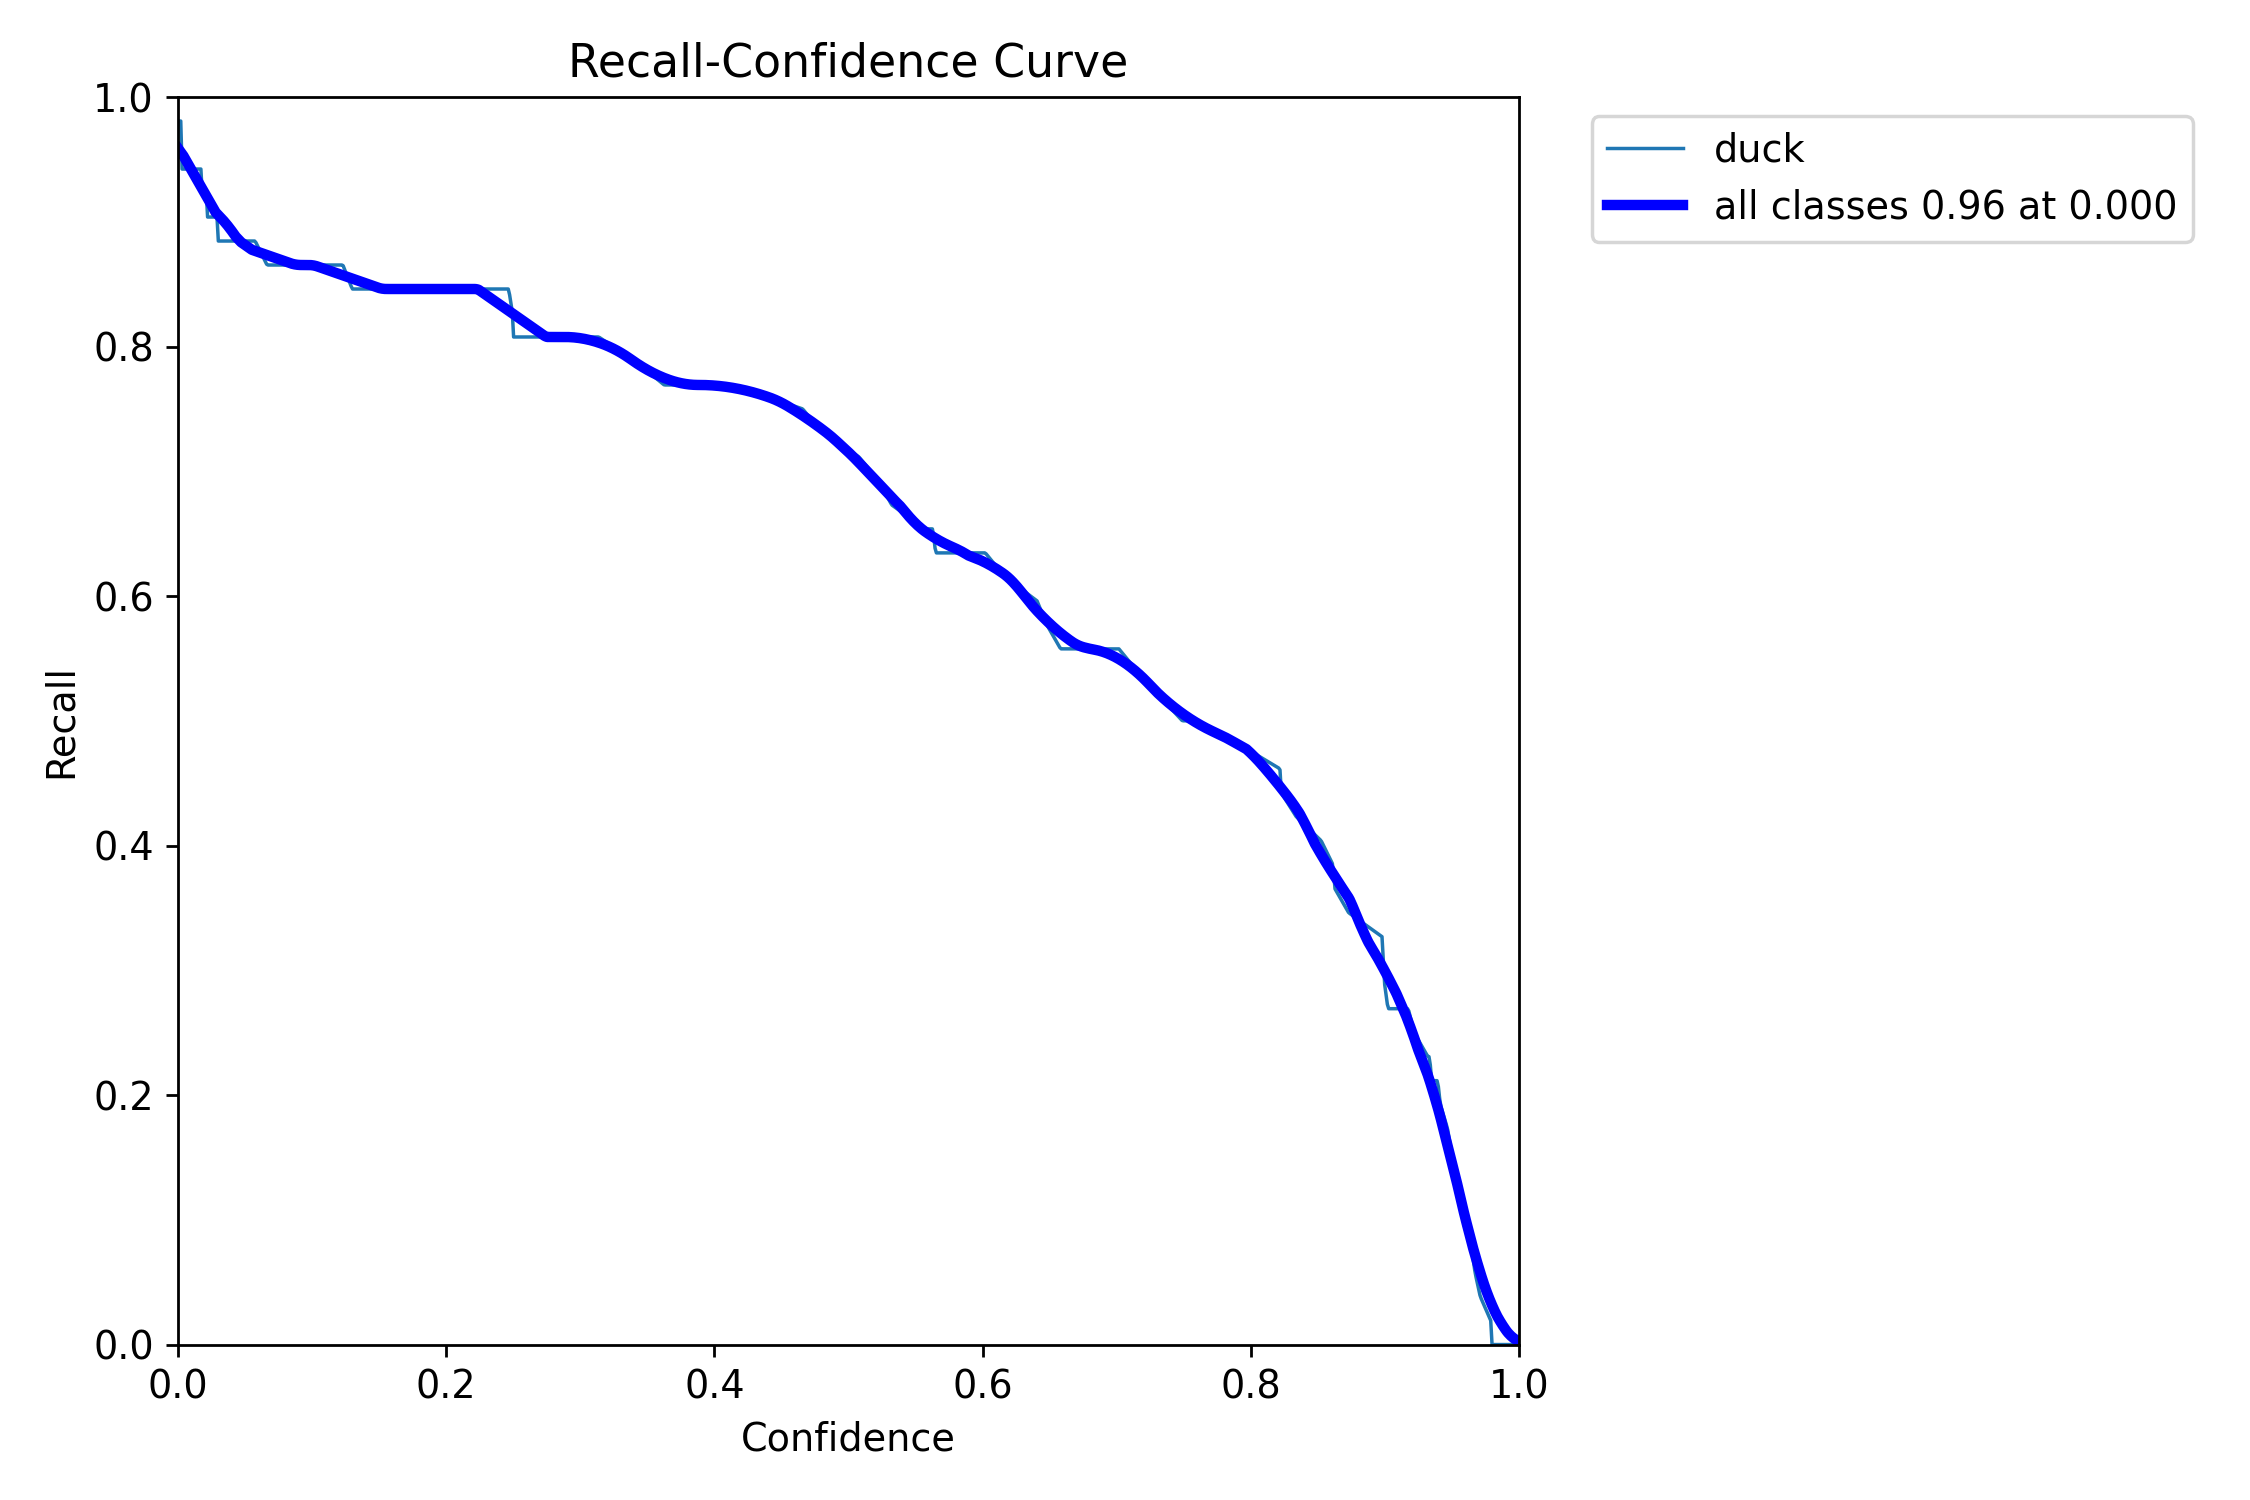 Recall-Confidence Curve
1.0
0.8
0.6
0.4
0.2
0.0
Recall
0.0 0.2 0.4 0.6 0.8 1.0
Confidence
duck
all classes 0.96 at 0.000